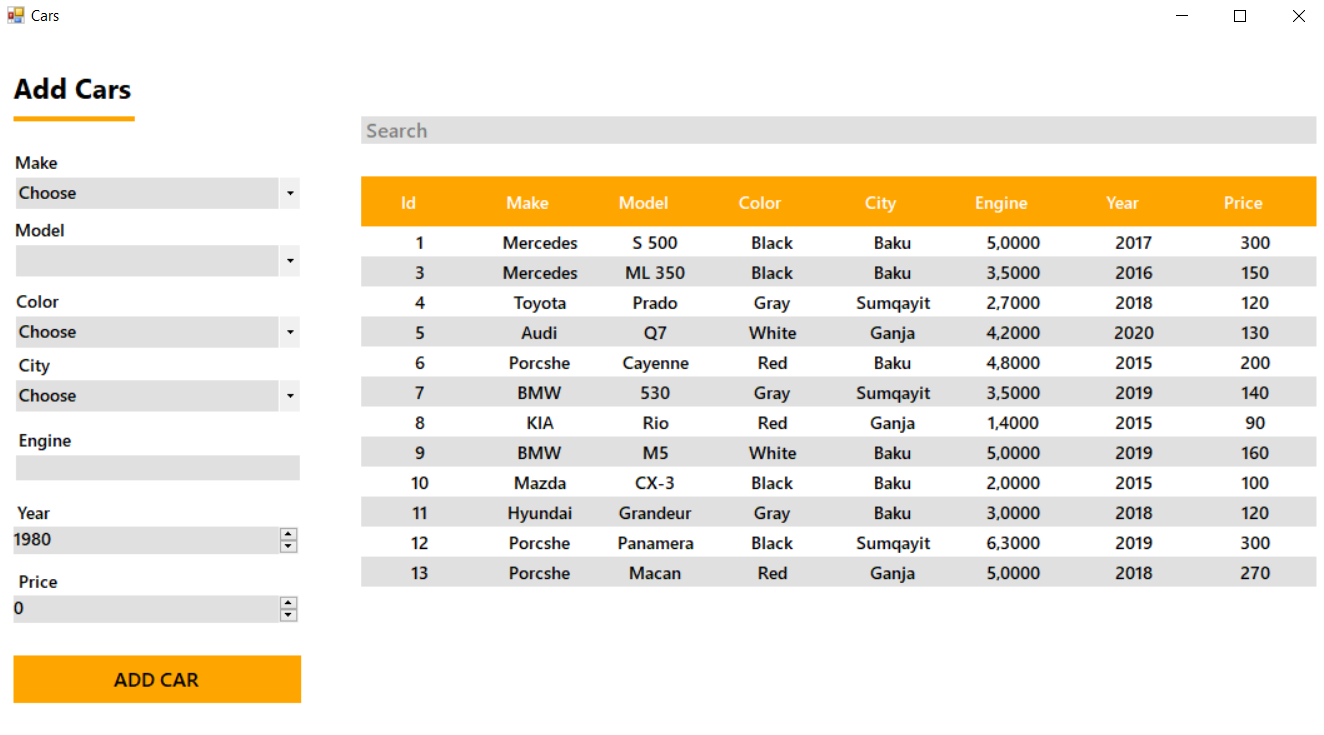 Cars
Add Cars
Search
Make
Choose
Model
Color
Choose
City
Choose
Engine
Year
1980
Price
0
ADD CAR
Id Make Model Color City Engine Year Price
1 Mercedes S 500 Black Baku 5,0000 2017 300
3 Mercedes ML 350 Black Baku 3,5000 2016 150
4 Toyota Prado Gray Sumqayit 2,7000 2018 120
5 Audi Q7 White Ganja 4,2000 2020 130
6 Porcshe Cayenne Red Baku 4,8000 2015 200
7 BMW 530 Gray Sumqayit 3,5000 2019 140
8 KIA Rio Red Ganja 1,4000 2015 90
9 BMW M5 White Baku 5,0000 2019 160
10 Mazda CX-3 Black Baku 2,0000 2015 100
11 Hyundai Grandeur Gray Baku 3,0000 2018 120
12 Porcshe Panamera Black Sumqayit 6,3000 2019 300
13 Porcshe Macan Red Ganja 5,0000 2018 270